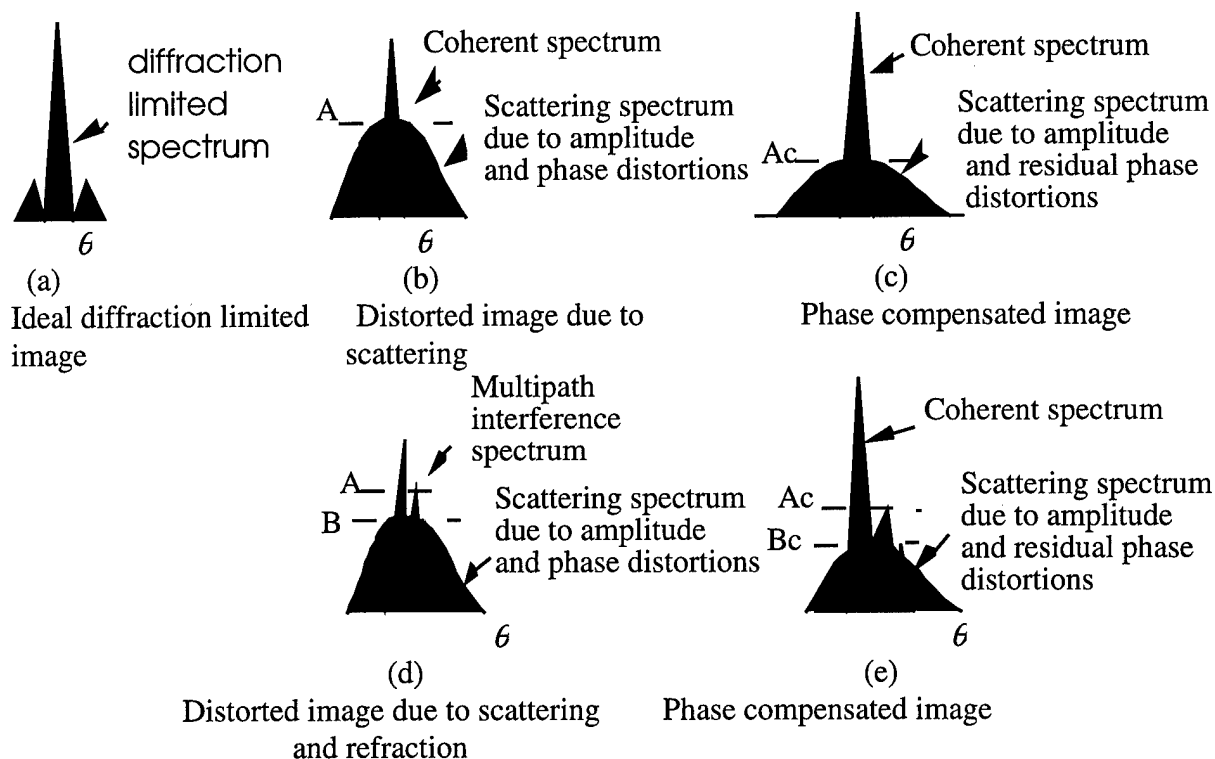 diffraction
limited
spectrum
θ
(a)
Ideal diffraction limited
image
Coherent spectrum
A
Scattering spectrum
due to amplitude
and phase distortions
θ
(b)
Distorted image due to
scattering
Coherent spectrum
Scattering spectrum
due to amplitude
and residual phase
distortions
Ac
θ
(c)
Phase compensated image
Multipath
interference
spectrum
A
B
Scattering spectrum
due to amplitude
and phase distortions
θ
(d)
Distorted image due to scattering
and refraction
Coherent spectrum
Ac
Bc
Scattering spectrum
due to amplitude
and residual phase
distortions
θ
(e)
Phase compensated image